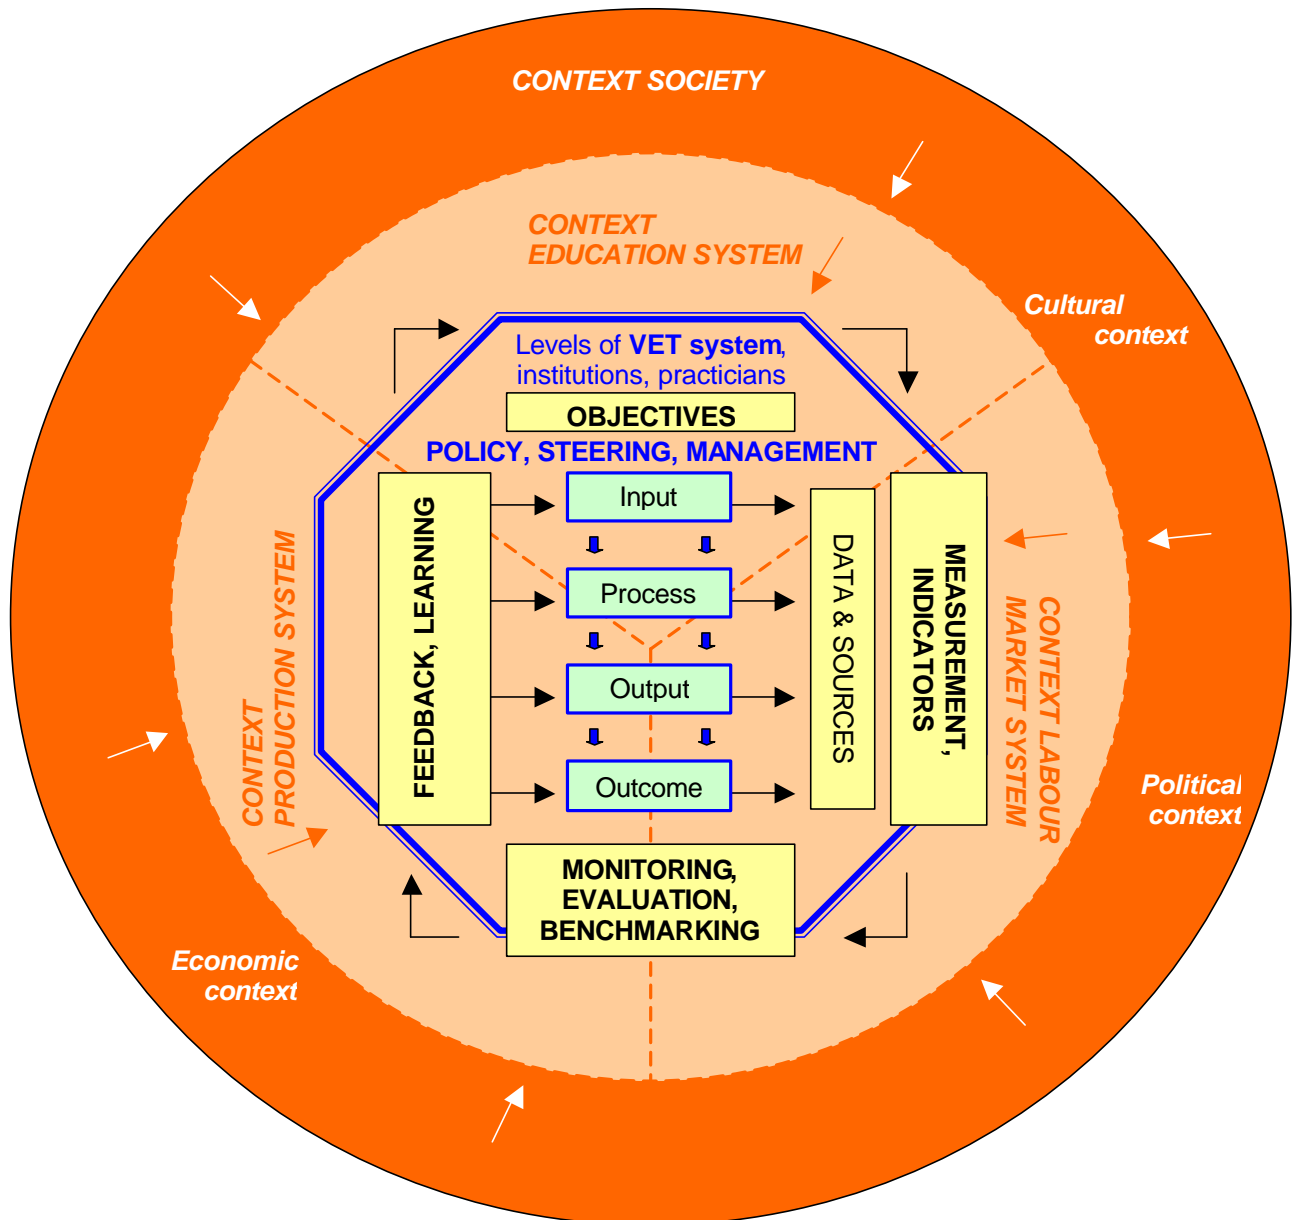 CONTEXT SOCIETY
CONTEXT
EDUCATION SYSTEM
Cultural
context
Levels of VET system,
institutions, practicians
OBJECTIVES
POLICY, STEERING, MANAGEMENT
FEEDBACK, LEARNING
Input
Process
Output
Outcome
DATA & SOURCES
MEASUREMENT,
INDICATORS
CONTEXT
PRODUCTION SYSTEM
CONTEXT LABOUR
MARKET SYSTEM
Political
context
MONITORING,
EVALUATION,
BENCHMARKING
Economic
context